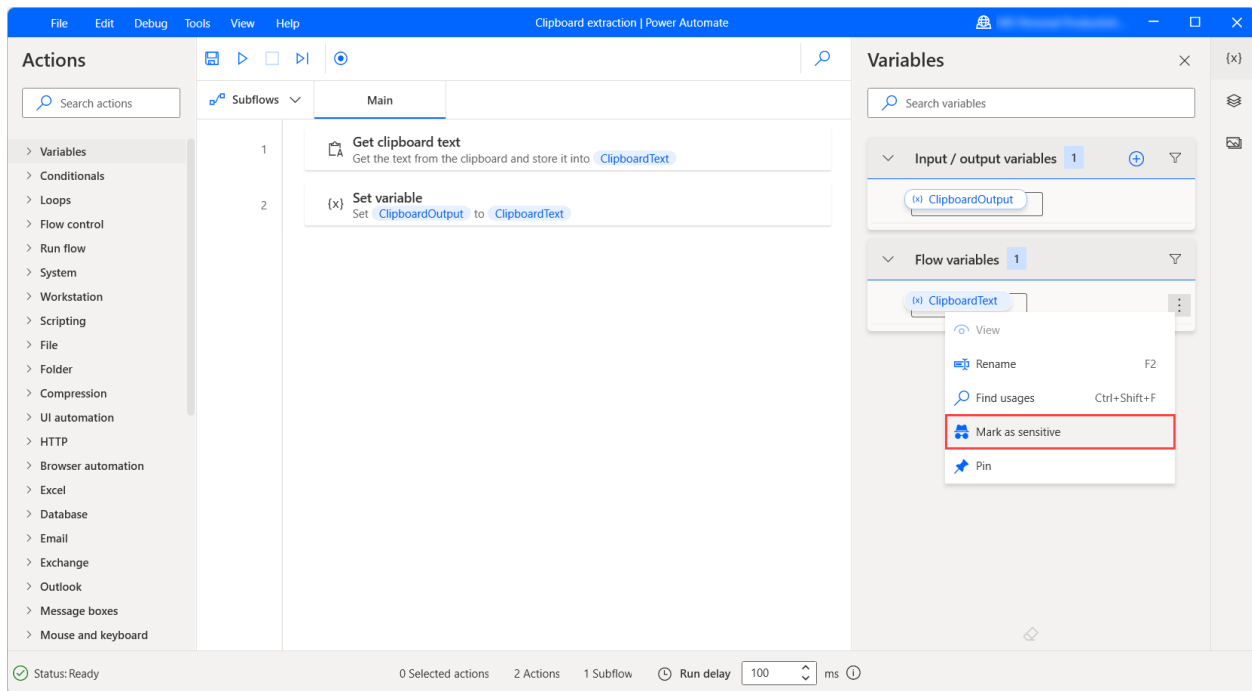 File Edit Debug Tools View Help Clipboard extraction | Power Automate
Actions
Search actions
Variables
Conditionals
Loops
Flow control
Run flow
System
Workstation
Scripting
File
Folder
Compression
UI automation
HTTP
Browser automation
Excel
Database
Email
Exchange
Outlook
Message boxes
Mouse and keyboard
Subflows Main
1 Get clipboard text
Get the text from the clipboard and store it into ClipboardText
2 {x} Set variable
Set ClipboardOutput to ClipboardText
Variables
{x}
Search variables
Input / output variables 1
(x) ClipboardOutput
Flow variables 1
(x) ClipboardText
View
Rename F2
Find usages Ctrl+Shift+F
Mark as sensitive
Pin
Status: Ready 0 Selected actions 2 Actions 1 Subflow Run delay 100 ms